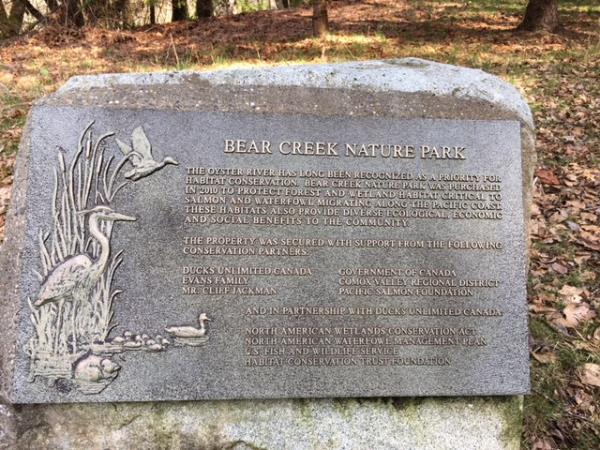 BEAR CREEK NATURE PARK
THE OYSTER RIVER HAS LONG BEEN RECOGNIZED AS A PRIORITY FOR
HABITAT CONSERVATION. BEAR CREEK NATURE PARK WAS PURCHASED
IN 2010 TO PROTECT FOREST AND WETLAND HABITAT CRITICAL TO
SALMON AND WATERFOWL MIGRATING ALONG THE PACIFIC COAST.
THESE HABITATS ALSO PROVIDE DIVERSE ECOLOGICAL, ECONOMIC
AND SOCIAL BENEFITS TO THE COMMUNITY.
THE PROPERTY WAS SECURED WITH SUPPORT FROM THE FOLLOWING
CONSERVATION PARTNERS:
DUCKS UNLIMITED CANADA
EVANS FAMILY
MR. CLIFF JACKMAN
GOVERNMENT OF CANADA
COMOX VALLEY REGIONAL DISTRICT
PACIFIC SALMON FOUNDATION
AND IN PARTNERSHIP WITH DUCKS UNLIMITED CANADA
NORTH AMERICAN WETLANDS CONSERVATION ACT
NORTH AMERICAN WATERFOWL MANAGEMENT PLAN
U.S. FISH AND WILDLIFE SERVICE
HABITAT CONSERVATION TRUST FOUNDATION